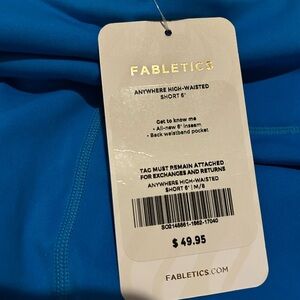 FABLETICS
ANYWHERE HIGH-WAISTED
SHORT 6"
Get to know me
- All-new 6" inseam
- Back waistband pocket
TAG MUST REMAIN ATTACHED
FOR EXCHANGES AND RETURNS
ANYWHERE HIGH-WAISTED
SHORT 6" | M/8
$ 49.95
FABLETICS.COM